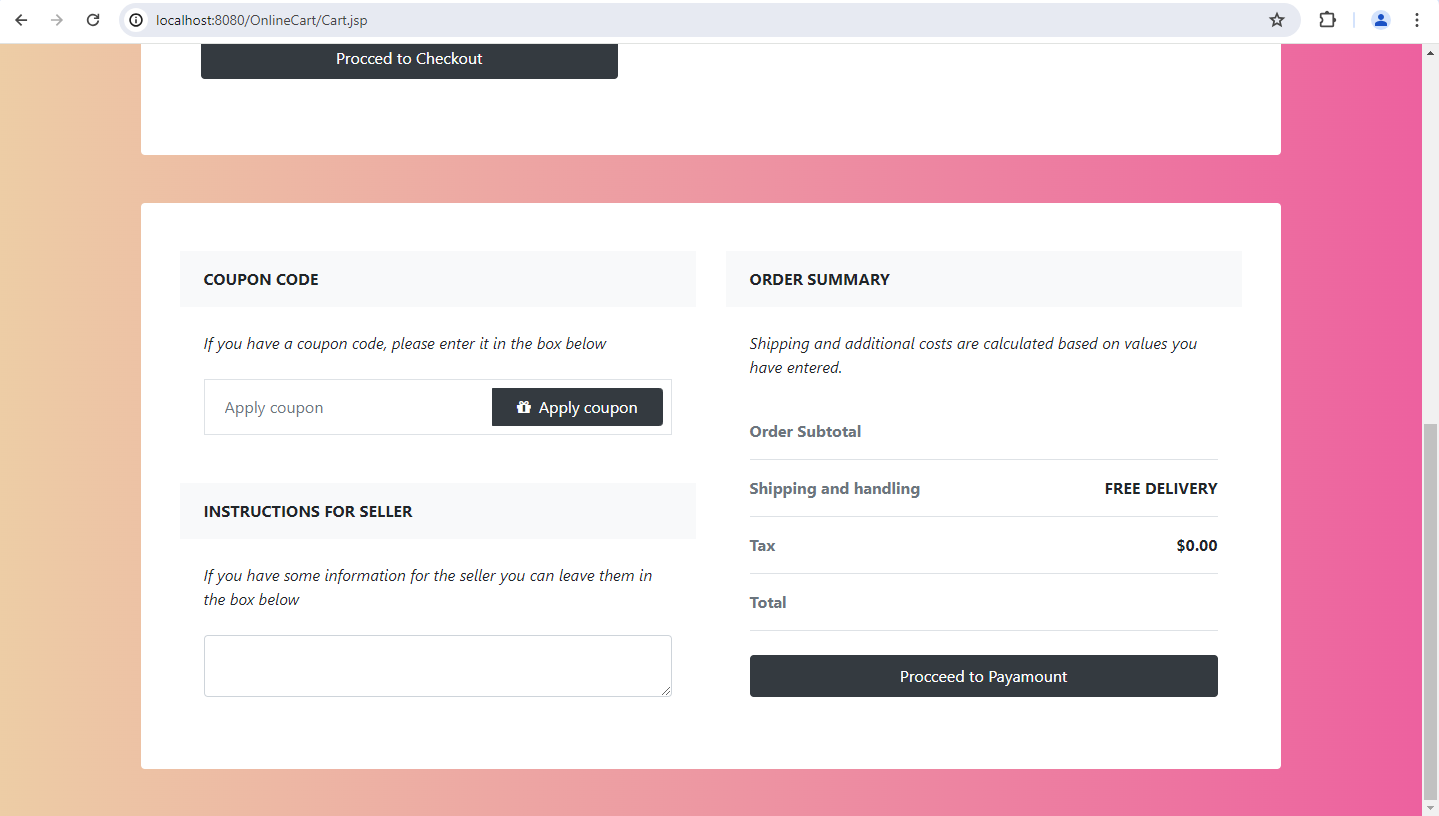 localhost:8080/OnlineCart/Cart.jsp
Procced to Checkout
COUPON CODE
If you have a coupon code, please enter it in the box below
Apply coupon
Apply coupon
INSTRUCTIONS FOR SELLER
If you have some information for the seller you can leave them in
the box below
ORDER SUMMARY
Shipping and additional costs are calculated based on values you
have entered.
Order Subtotal
Shipping and handling FREE DELIVERY
Tax $0.00
Total
Procceed to Payamount